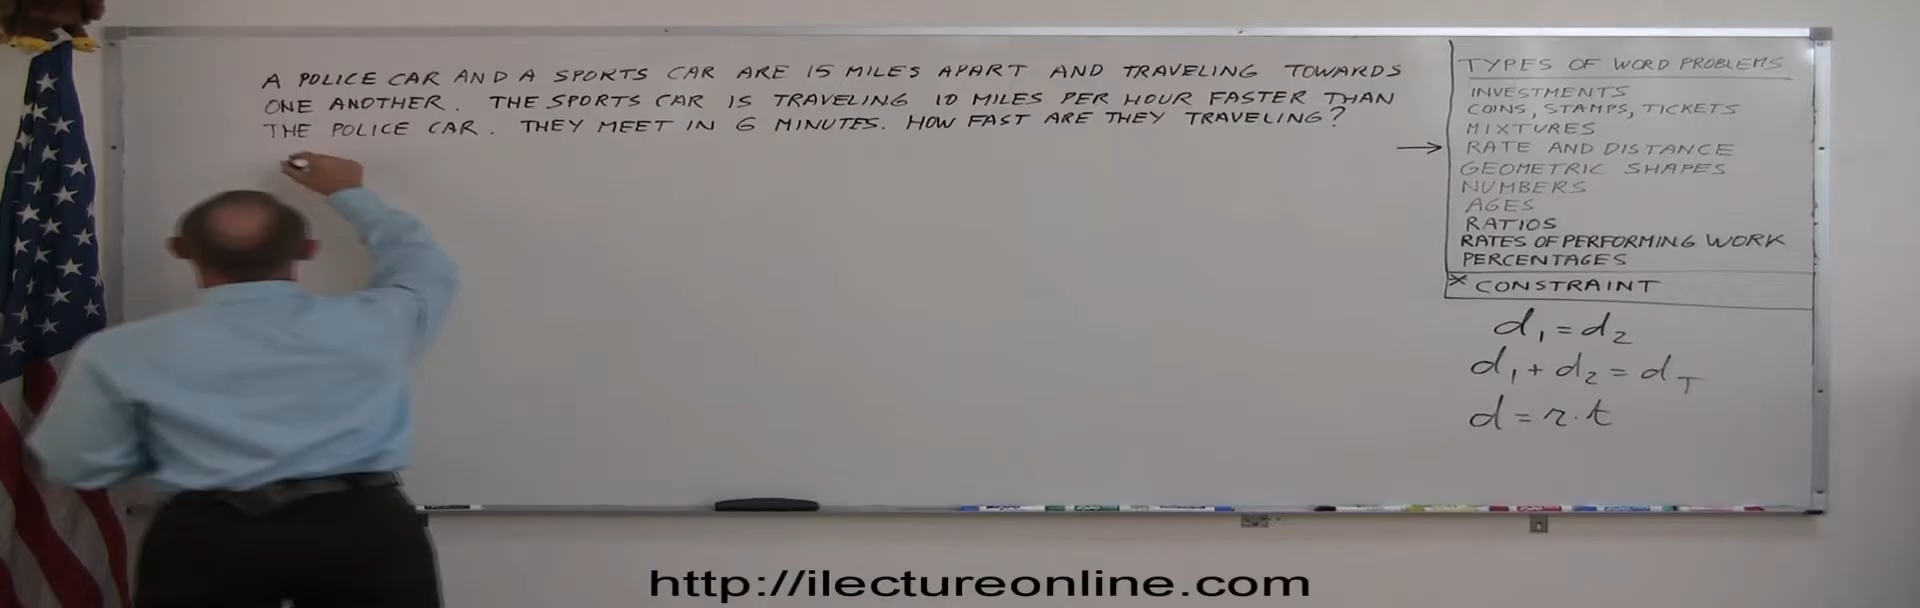 A POLICE CAR AND A SPORTS CAR ARE 15 MILES APART AND TRAVELING TOWARDS
ONE ANOTHER. THE SPORTS CAR IS TRAVELING 10 MILES PER HOUR FASTER THAN
THE POLICE CAR. THEY MEET IN 6 MINUTES. HOW FAST ARE THEY TRAVELING?
TYPES OF WORD PROBLEMS
INVESTMENTS
COINS, STAMPS, TICKETS
MIXTURES
→ RATE AND DISTANCE
GEOMETRIC SHAPES
NUMBERS
AGES
RATIOS
RATES OF PERFORMING WORK
PERCENTAGES
* CONSTRAINT
d₁ = d₂
d₁ + d₂ = d_T
d = r·t
http://ilectureonline.com